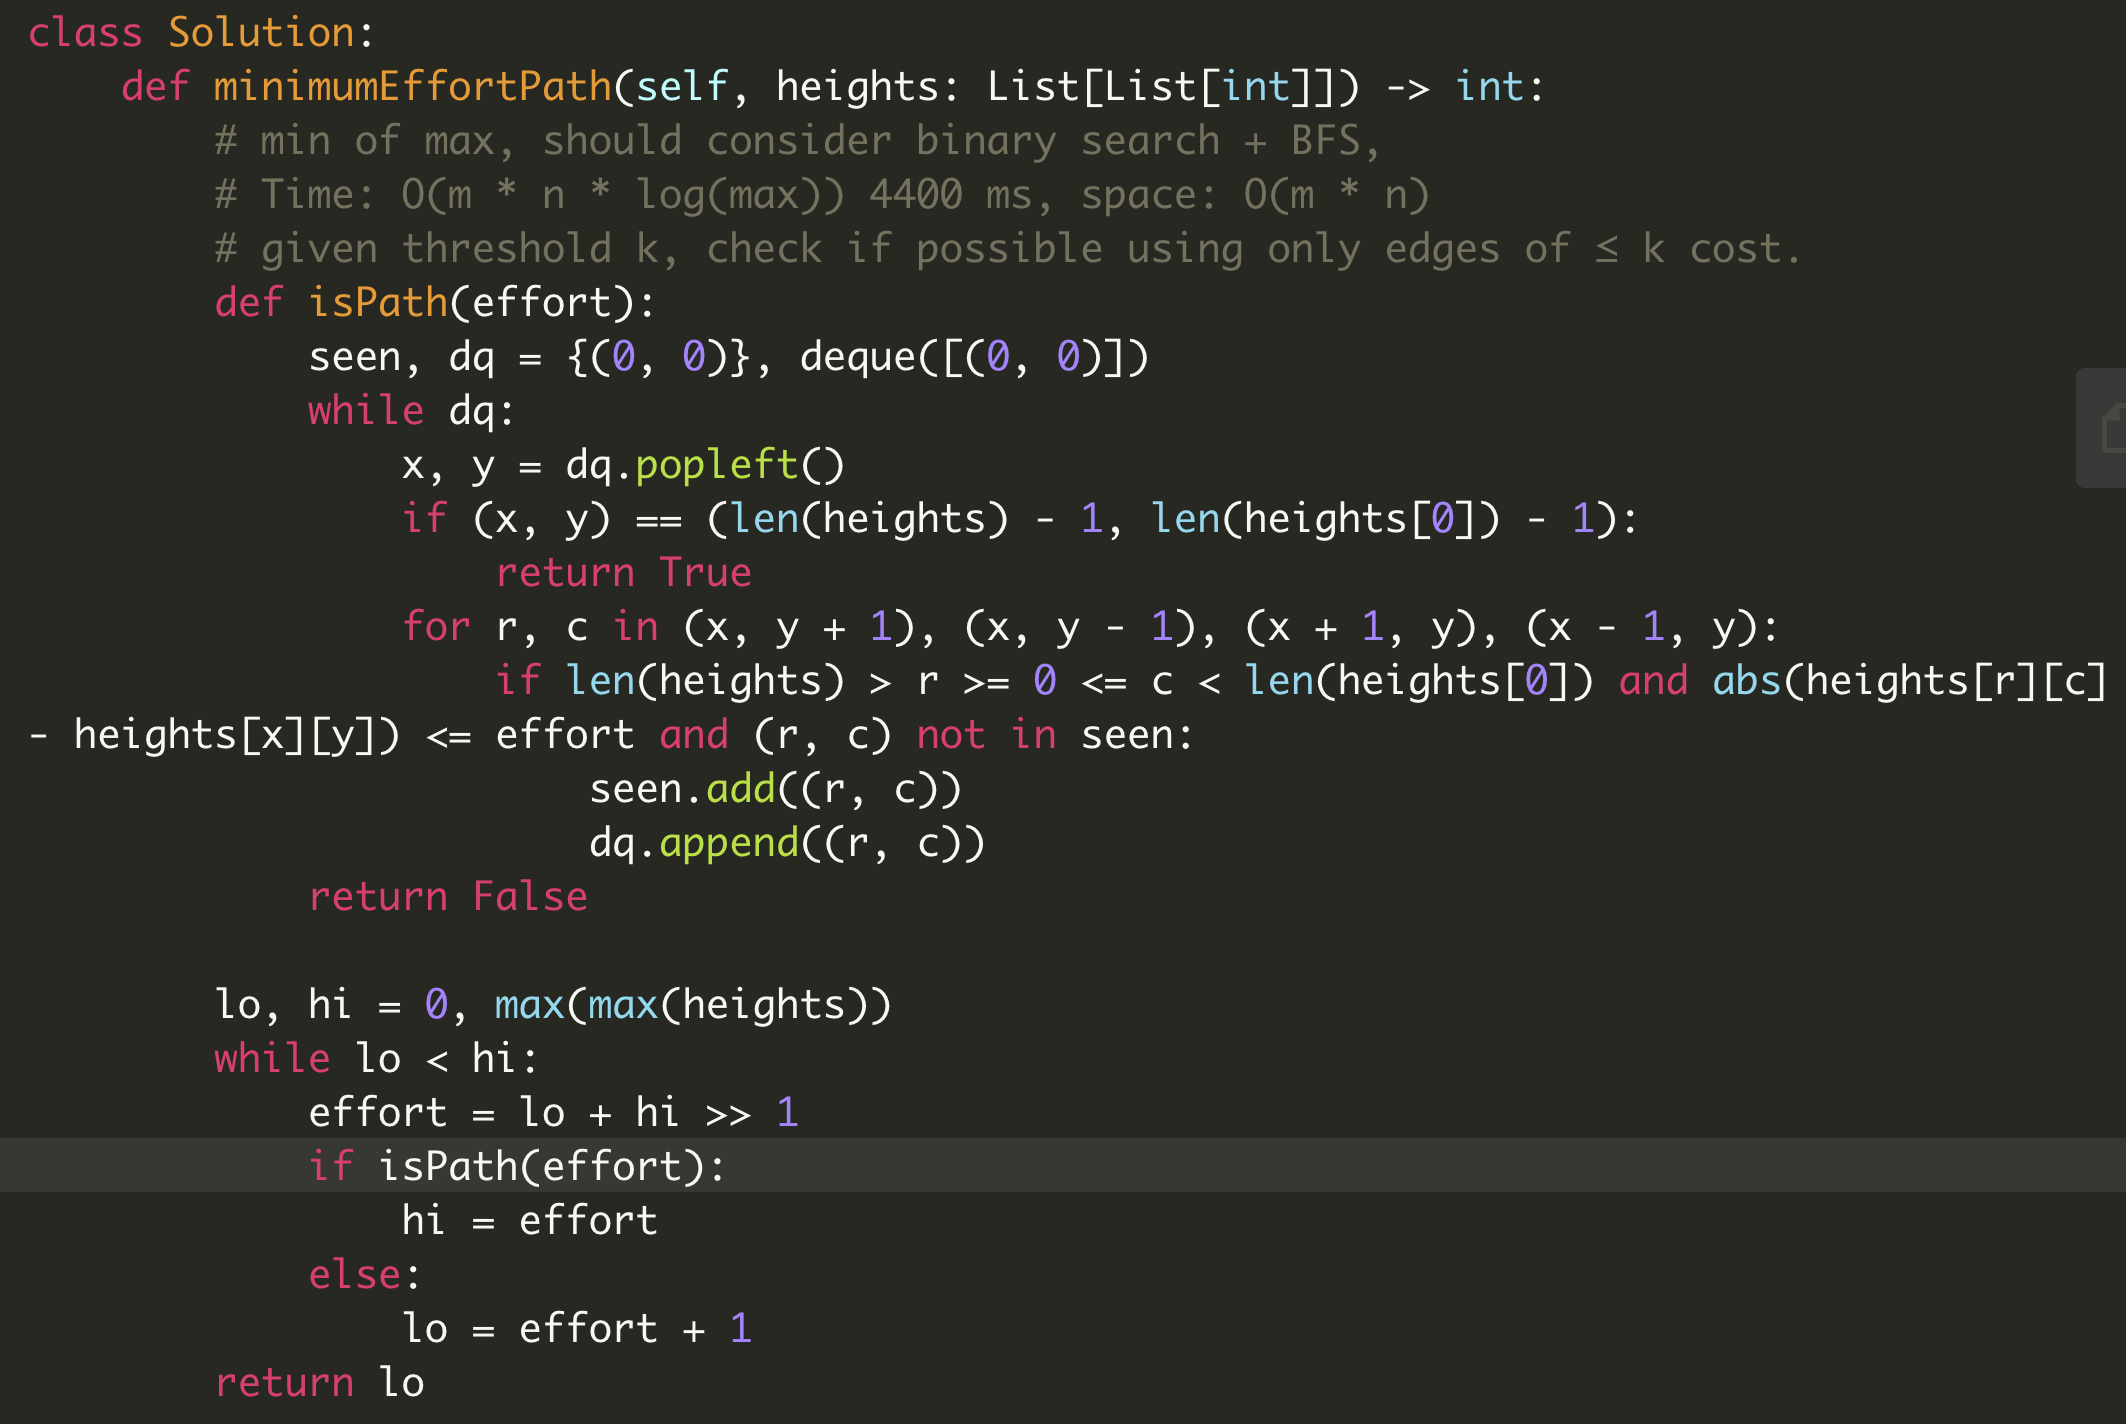 class Solution:
    def minimumEffortPath(self, heights: List[List[int]]) -> int:
        # min of max, should consider binary search + BFS,
        # Time: O(m * n * log(max)) 4400 ms, space: O(m * n)
        # given threshold k, check if possible using only edges of ≤ k cost.
        def isPath(effort):
            seen, dq = {(0, 0)}, deque([(0, 0)])
            while dq:
                x, y = dq.popleft()
                if (x, y) == (len(heights) - 1, len(heights[0]) - 1):
                    return True
                for r, c in (x, y + 1), (x, y - 1), (x + 1, y), (x - 1, y):
                    if len(heights) > r >= 0 <= c < len(heights[0]) and abs(heights[r][c]
- heights[x][y]) <= effort and (r, c) not in seen:
                        seen.add((r, c))
                        dq.append((r, c))
            return False

        lo, hi = 0, max(max(heights))
        while lo < hi:
            effort = lo + hi >> 1
            if isPath(effort):
                hi = effort
            else:
                lo = effort + 1
        return lo